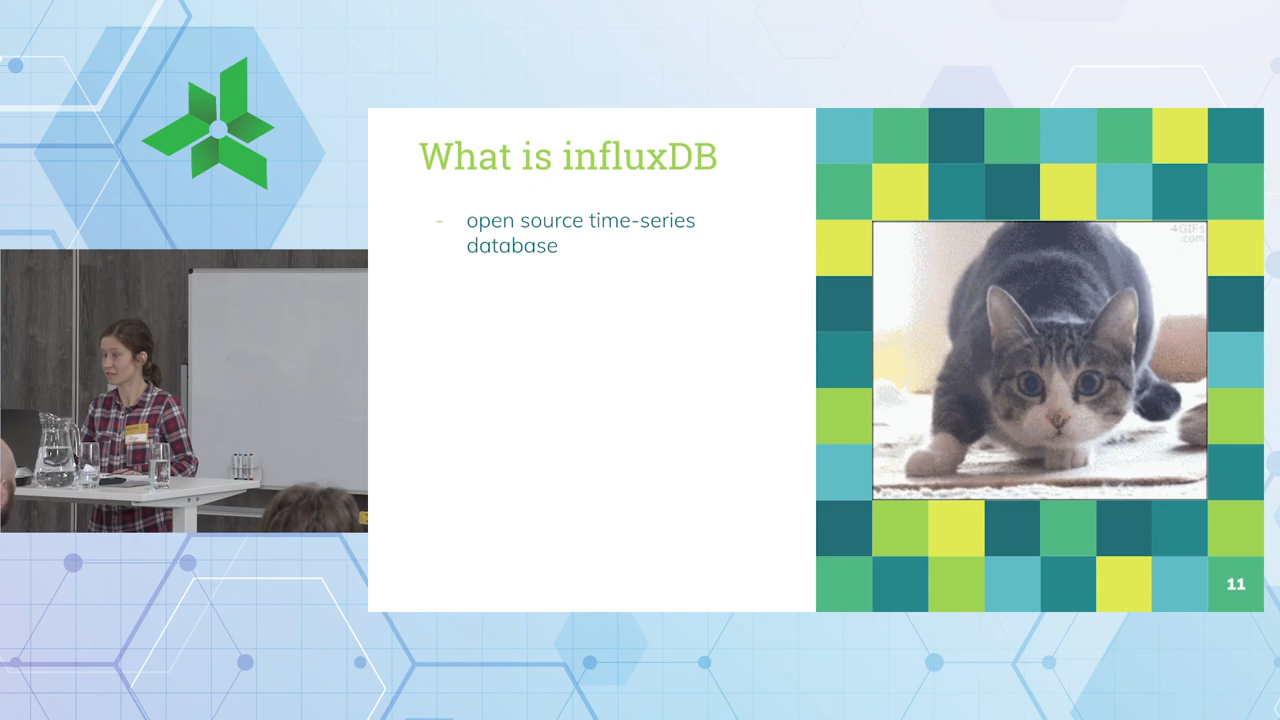 What is influxDB
- open source time-series
database
4GIFs
.com
11